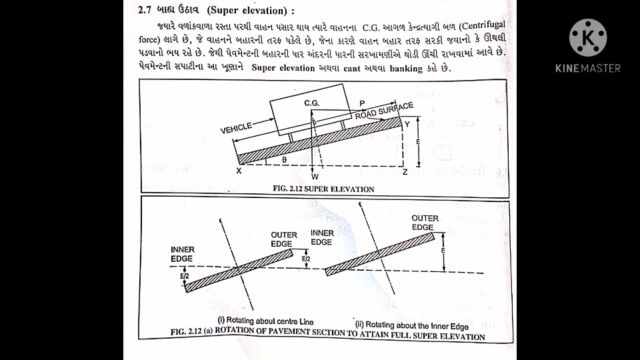 2.7 બાહ્ય ઉઠાવ (Super elevation) :
જ્યારે વળાંકવાળા રસ્તા પરથી વાહન પસાર થાય ત્યારે વાહનના C.G. આગળ કેન્દ્રત્યાગી બળ (Centrifugal
force) લાગે છે, જે વાહનને બહારની તરફ ધકેલે છે, જેના કારણે વાહન બહાર તરફ સરકી જવાનો કે ઊથલી
પડવાનો ભય રહે છે. જેથી પેવમેન્ટની બહારની ધાર અંદરની ધારની સરખામણીએ થોડી ઊંચી રાખવામાં આવે છે.
પેવમેન્ટની સપાટીના આ ખૂણાને Super elevation અથવા cant અથવા banking કહે છે.
KINEMASTER
C.G.
P
ROAD SURFACE
VEHICLE
Y
E
θ
X
W
Z
FIG. 2.12 SUPER ELEVATION
INNER
EDGE
OUTER
EDGE
E/2
E/2
INNER
EDGE
OUTER
EDGE
E
(i) Rotating about centre Line
(ii) Rotating about the Inner Edge
FIG. 2.12 (a) ROTATION OF PAVEMENT SECTION TO ATTAIN FULL SUPER ELEVATION